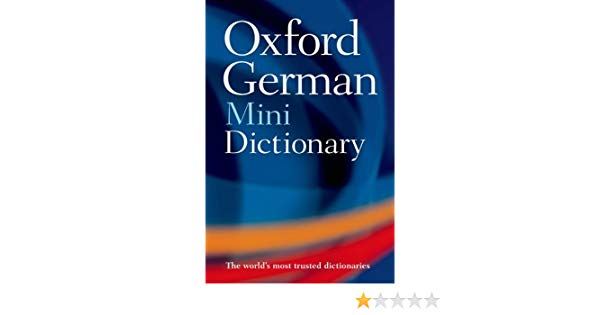 Oxford
German
Mini
Dictionary
The world's most trusted dictionaries